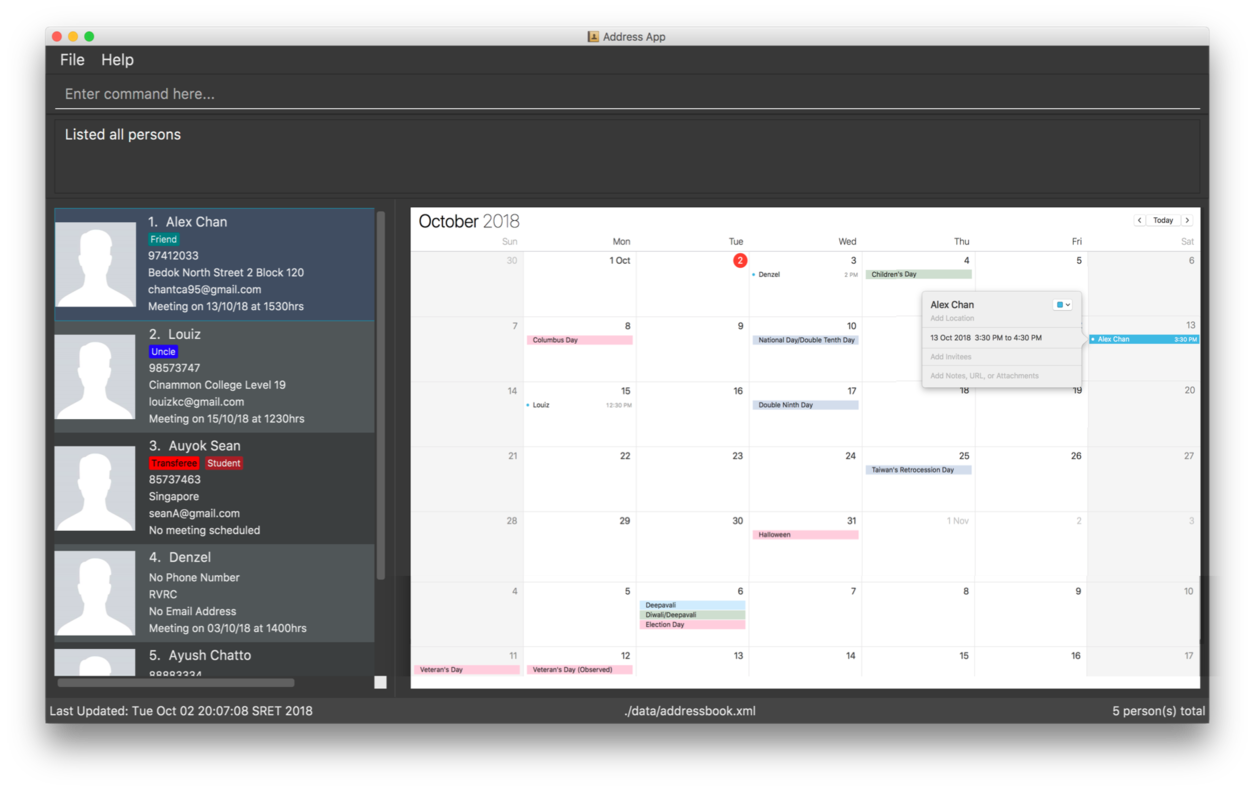 Address App
File Help
Enter command here...
Listed all persons
1. Alex Chan
Friend
97412033
Bedok North Street 2 Block 120
chantca95@gmail.com
Meeting on 13/10/18 at 1530hrs
2. Louiz
Uncle
98573747
Cinammon College Level 19
louizkc@gmail.com
Meeting on 15/10/18 at 1230hrs
3. Auyok Sean
Transferee Student
85737463
Singapore
seanA@gmail.com
No meeting scheduled
4. Denzel
No Phone Number
RVRC
No Email Address
Meeting on 03/10/18 at 1400hrs
5. Ayush Chatto
88883334
October 2018
Today
Sun Mon Tue Wed Thu Fri Sat
30 1 Oct 2 3 4 5 6
Denzel 2 PM Children's Day
7 8 9 10 13
Columbus Day National Day/Double Tenth Day Alex Chan 3:30 PM
Alex Chan
Add Location
13 Oct 2018 3:30 PM to 4:30 PM
Add Invitees
Add Notes, URL, or Attachments
14 15 16 17 18 19 20
Louiz 12:30 PM Double Ninth Day
21 22 23 24 25 26 27
Taiwan's Retrocession Day
28 29 30 31 1 Nov 2 3
Halloween
4 5 6 7 8 9 10
Deepavali
Diwali/Deepavali
Election Day
11 12 13 14 15 16 17
Veteran's Day Veteran's Day (Observed)
Last Updated: Tue Oct 02 20:07:08 SRET 2018 ./data/addressbook.xml 5 person(s) total